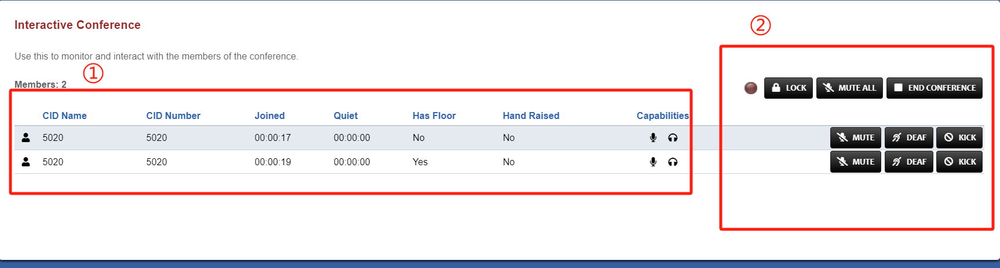 Interactive Conference
②
Use this to monitor and interact with the members of the conference.
①
Members: 2
LOCK MUTE ALL END CONFERENCE
CID Name CID Number Joined Quiet Has Floor Hand Raised Capabilities
5020 5020 00:00:17 00:00:00 No No MUTE DEAF KICK
5020 5020 00:00:19 00:00:00 Yes No MUTE DEAF KICK